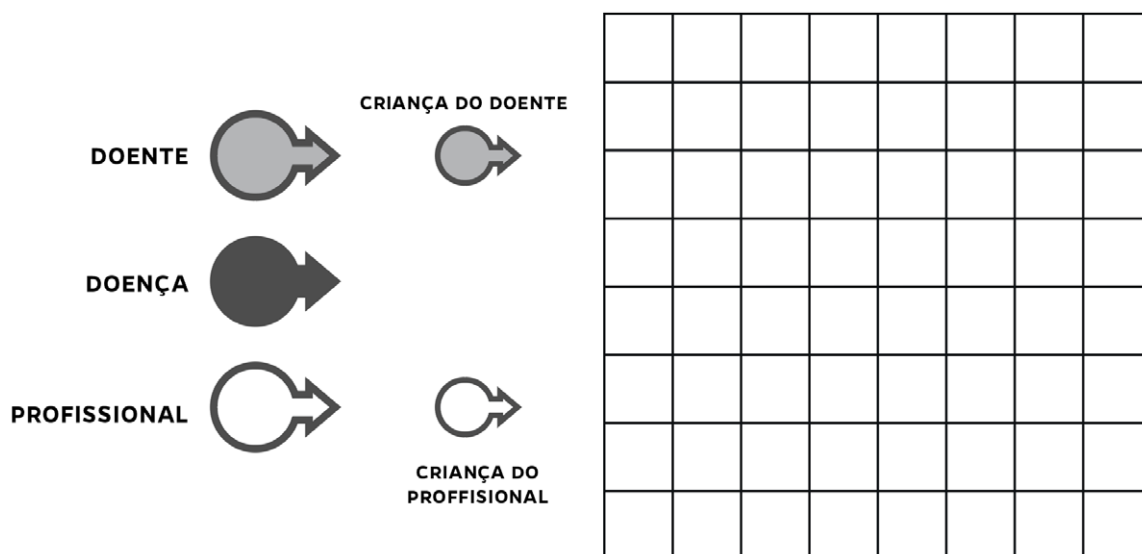 CRIANÇA DO DOENTE
DOENTE
DOENÇA
PROFISSIONAL
CRIANÇA DO
PROFFISIONAL